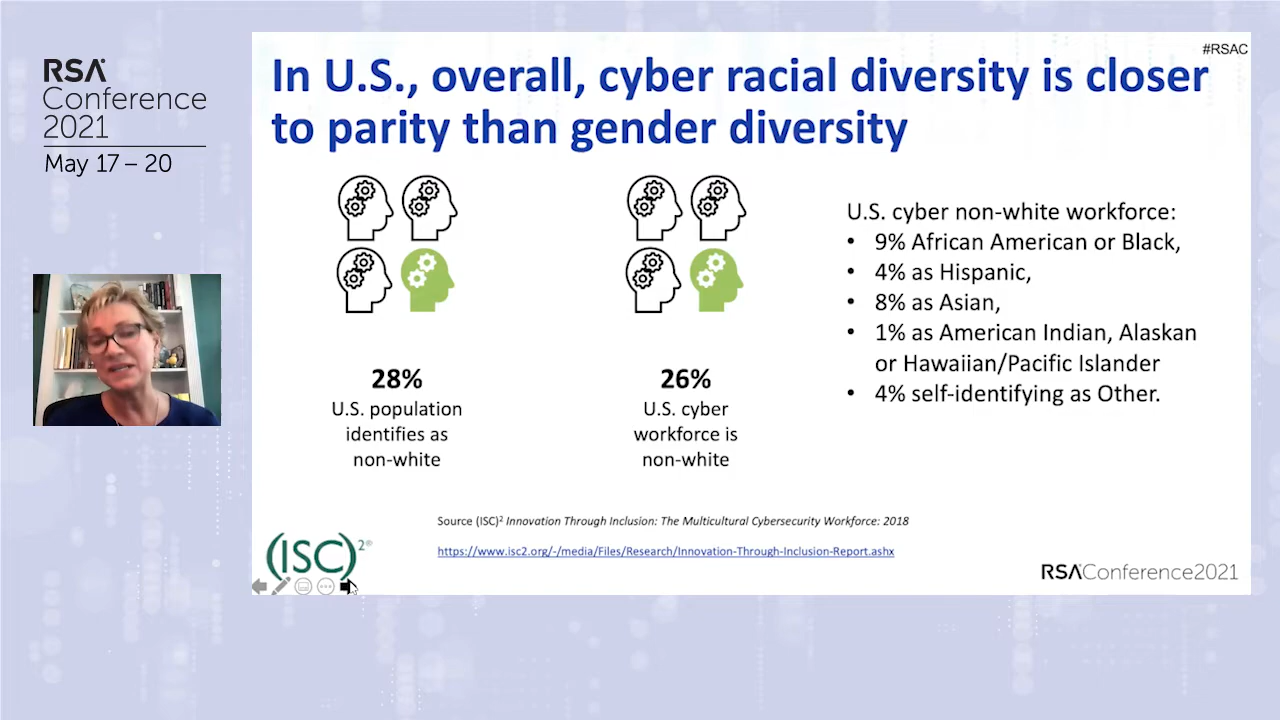 RSA
Conference
2021
May 17 – 20
#RSAC
In U.S., overall, cyber racial diversity is closer
to parity than gender diversity
28%
U.S. population
identifies as
non-white
26%
U.S. cyber
workforce is
non-white
U.S. cyber non-white workforce:
• 9% African American or Black,
• 4% as Hispanic,
• 8% as Asian,
• 1% as American Indian, Alaskan
or Hawaiian/Pacific Islander
• 4% self-identifying as Other.
Source (ISC)² Innovation Through Inclusion: The Multicultural Cybersecurity Workforce: 2018
https://www.isc2.org/-/media/Files/Research/Innovation-Through-Inclusion-Report.ashx
(ISC)²®
RSAConference2021